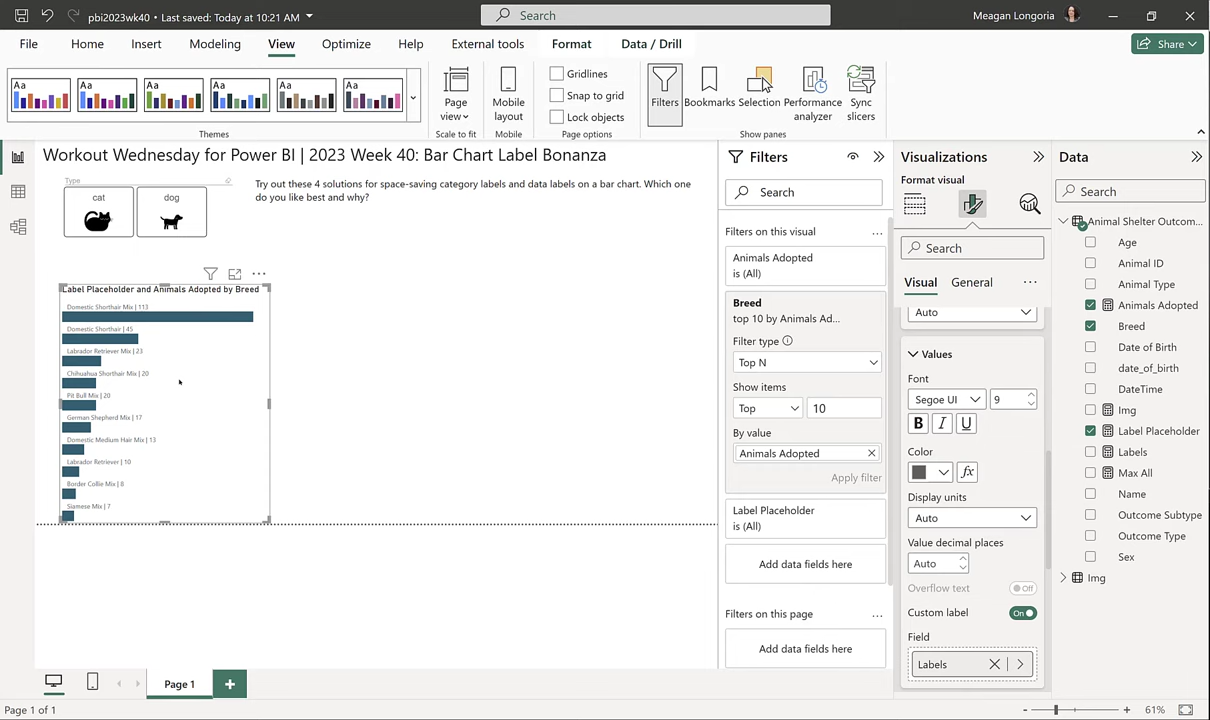 pbi2023wk40 • Last saved: Today at 10:21 AM
Search
Meagan Longoria
File Home Insert Modeling View Optimize Help External tools Format Data / Drill
Share
Aa Aa Aa Aa Aa Aa
Themes
Page view
Scale to fit
Mobile layout
Mobile
Gridlines
Snap to grid
Lock objects
Page options
Filters
Bookmarks
Selection
Performance analyzer
Sync slicers
Show panes
Workout Wednesday for Power BI | 2023 Week 40: Bar Chart Label Bonanza
Type
cat
dog
Try out these 4 solutions for space-saving category labels and data labels on a bar chart. Which one
do you like best and why?
Label Placeholder and Animals Adopted by Breed
Domestic Shorthair Mix | 113
Domestic Shorthair | 45
Labrador Retriever Mix | 23
Chihuahua Shorthair Mix | 20
Pit Bull Mix | 20
German Shepherd Mix | 17
Domestic Medium Hair Mix | 13
Labrador Retriever | 10
Border Collie Mix | 8
Siamese Mix | 7
Filters
Search
Filters on this visual
...
Animals Adopted
is (All)
Breed
top 10 by Animals Ad...
Filter type
Top N
Show items
Top
10
By value
Animals Adopted
Apply filter
Label Placeholder
is (All)
Add data fields here
Filters on this page
...
Add data fields here
Visualizations
Format visual
Search
Visual
General
...
Auto
Values
Font
Segoe UI
9
B I U
Color
fx
Display units
Auto
Value decimal places
Auto
Overflow text
Off
Custom label
On
Field
Labels
Data
Search
Animal Shelter Outcom...
Age
Animal ID
Animal Type
Animals Adopted
Breed
Date of Birth
date_of_birth
DateTime
Img
Label Placeholder
Labels
Max All
Name
Outcome Subtype
Outcome Type
Sex
Img
Page 1
+
Page 1 of 1
- + 61%